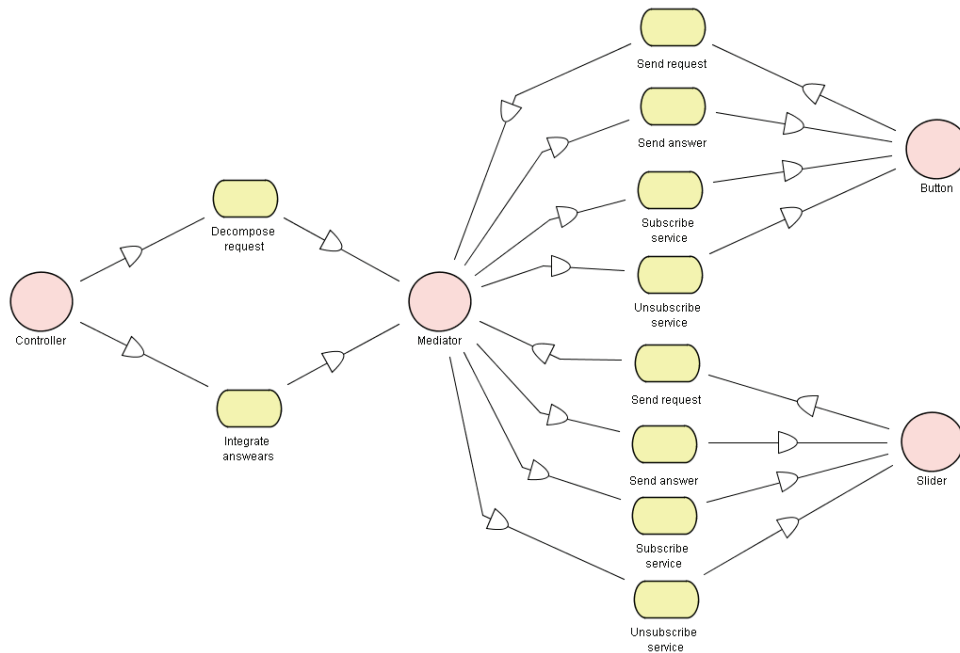 Send request
Send answer
Button
Subscribe
service
Decompose
request
Unsubscribe
service
Controller
Mediator
Send request
Integrate
answears
Send answer
Slider
Subscribe
service
Unsubscribe
service